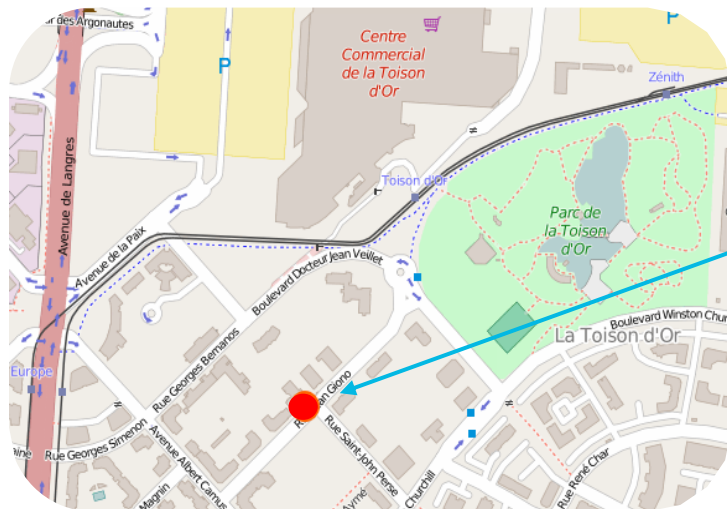 des Argonautes
P
Centre
Commercial
de la Toison
d'Or
P
Zénith
Avenue de Langres
Toison d'Or
Parc de
la Toison
d'Or
Avenue de la Paix
Boulevard Docteur Jean Veillet
Boulevard Winston Chur
La Toison d'Or
Europe
Rue Georges Bernanos
Rue Georges Simenon
Avenue Albert Camus
Giono
Rue Saint-John Perse
Magnin
Aymé
Churchill
Rue René Char